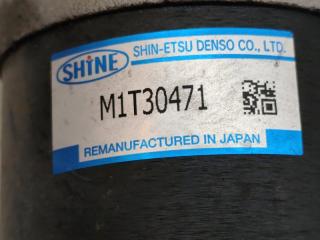 SHINE
SHIN-ETSU DENSO CO., LTD.
M1T30471
REMANUFACTURED IN JAPAN